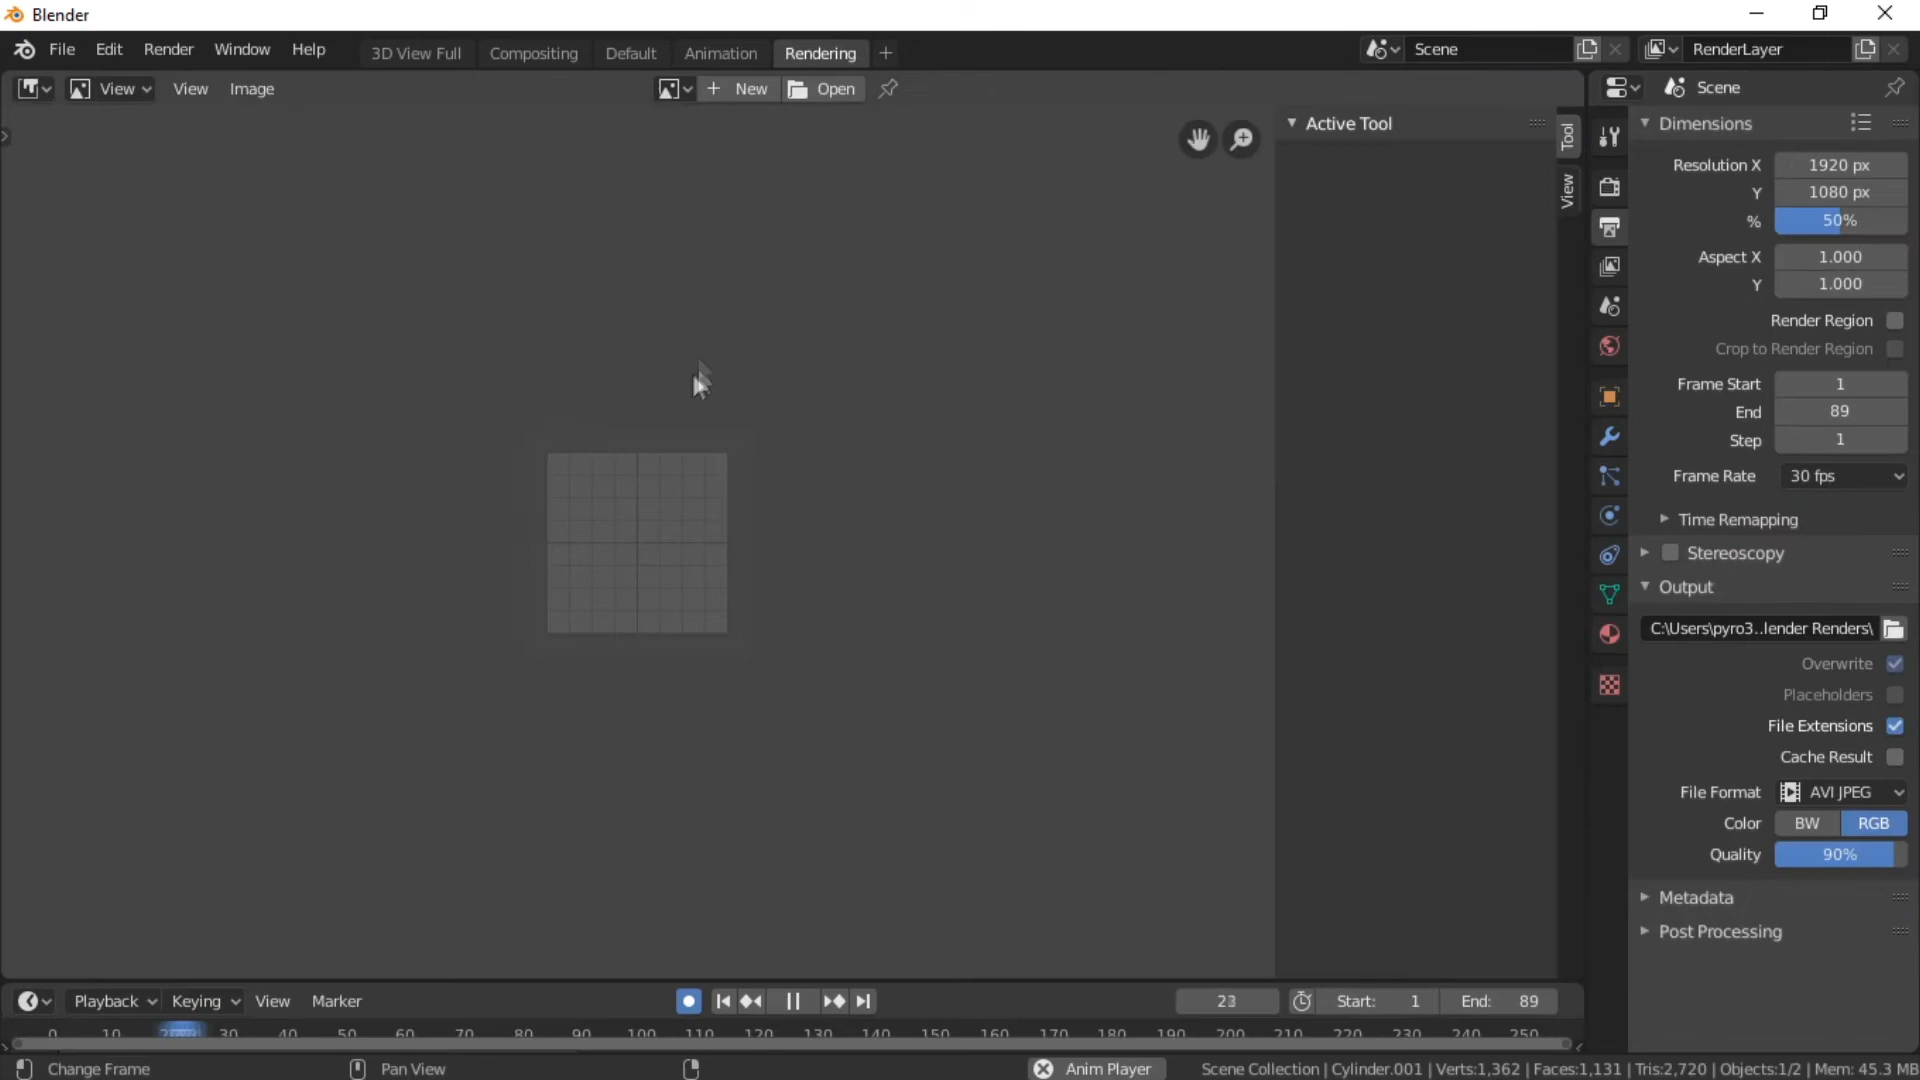 Blender
File Edit Render Window Help 3D View Full Compositing Default Animation Rendering + Scene RenderLayer
View View Image + New Open Scene
Active Tool
Tool
View
Dimensions
Resolution X 1920 px
Y 1080 px
% 50%
Aspect X 1.000
Y 1.000
Render Region
Crop to Render Region
Frame Start 1
End 89
Step 1
Frame Rate 30 fps
Time Remapping
Stereoscopy
Output
C:\Users\pyro3..lender Renders\
Overwrite
Placeholders
File Extensions
Cache Result
File Format AVI JPEG
Color BW RGB
Quality 90%
Metadata
Post Processing
Playback Keying View Marker 23 Start: 1 End: 89
0 10 30 40 50 60 70 80 90 100 110 120 130 140 150 160 170 180 190 200 210 220 230 240 250
Change Frame Pan View Anim Player Scene Collection | Cylinder.001 | Verts:1,362 | Faces:1,131 | Tris:2,720 | Objects:1/2 | Mem: 45.3 MB